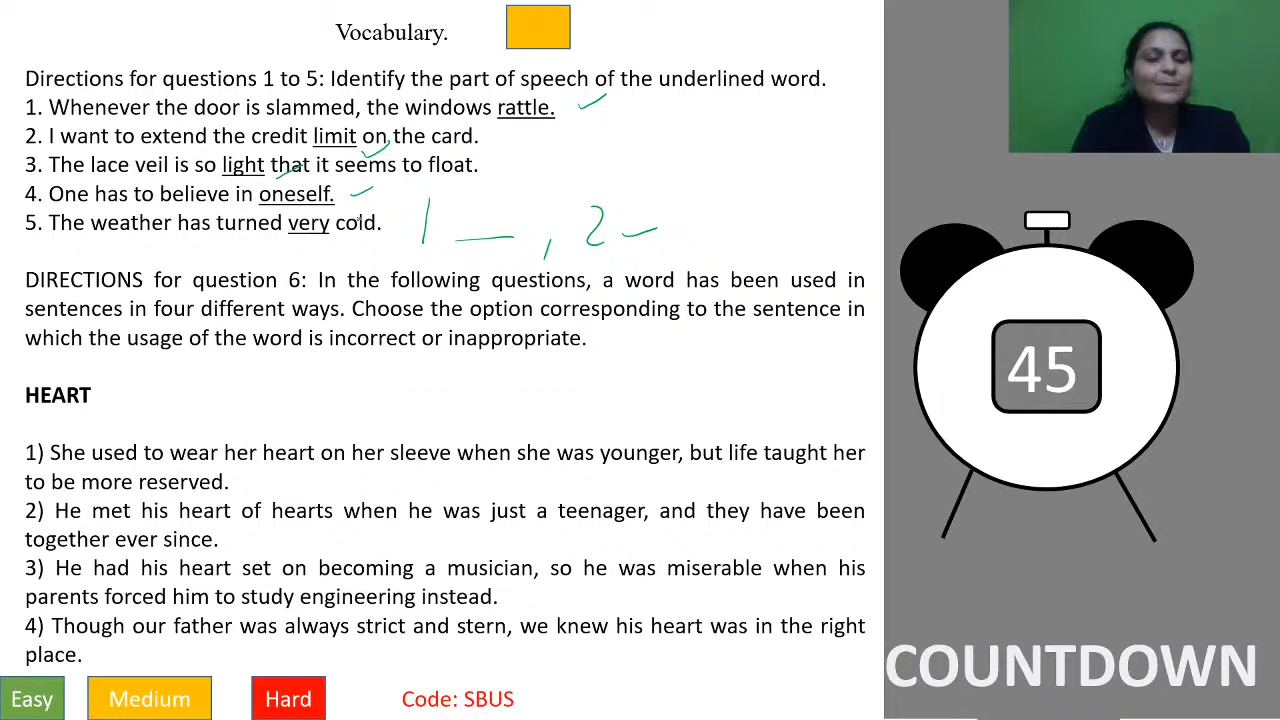 Vocabulary.
Directions for questions 1 to 5: Identify the part of speech of the underlined word.
1. Whenever the door is slammed, the windows rattle.
2. I want to extend the credit limit on the card.
3. The lace veil is so light that it seems to float.
4. One has to believe in oneself.
5. The weather has turned very cold.
1 __ , 2
DIRECTIONS for question 6: In the following questions, a word has been used in
sentences in four different ways. Choose the option corresponding to the sentence in
which the usage of the word is incorrect or inappropriate.
HEART
1) She used to wear her heart on her sleeve when she was younger, but life taught her
to be more reserved.
2) He met his heart of hearts when he was just a teenager, and they have been
together ever since.
3) He had his heart set on becoming a musician, so he was miserable when his
parents forced him to study engineering instead.
4) Though our father was always strict and stern, we knew his heart was in the right
place.
Easy
Medium
Hard
Code: SBUS
45
COUNTDOWN